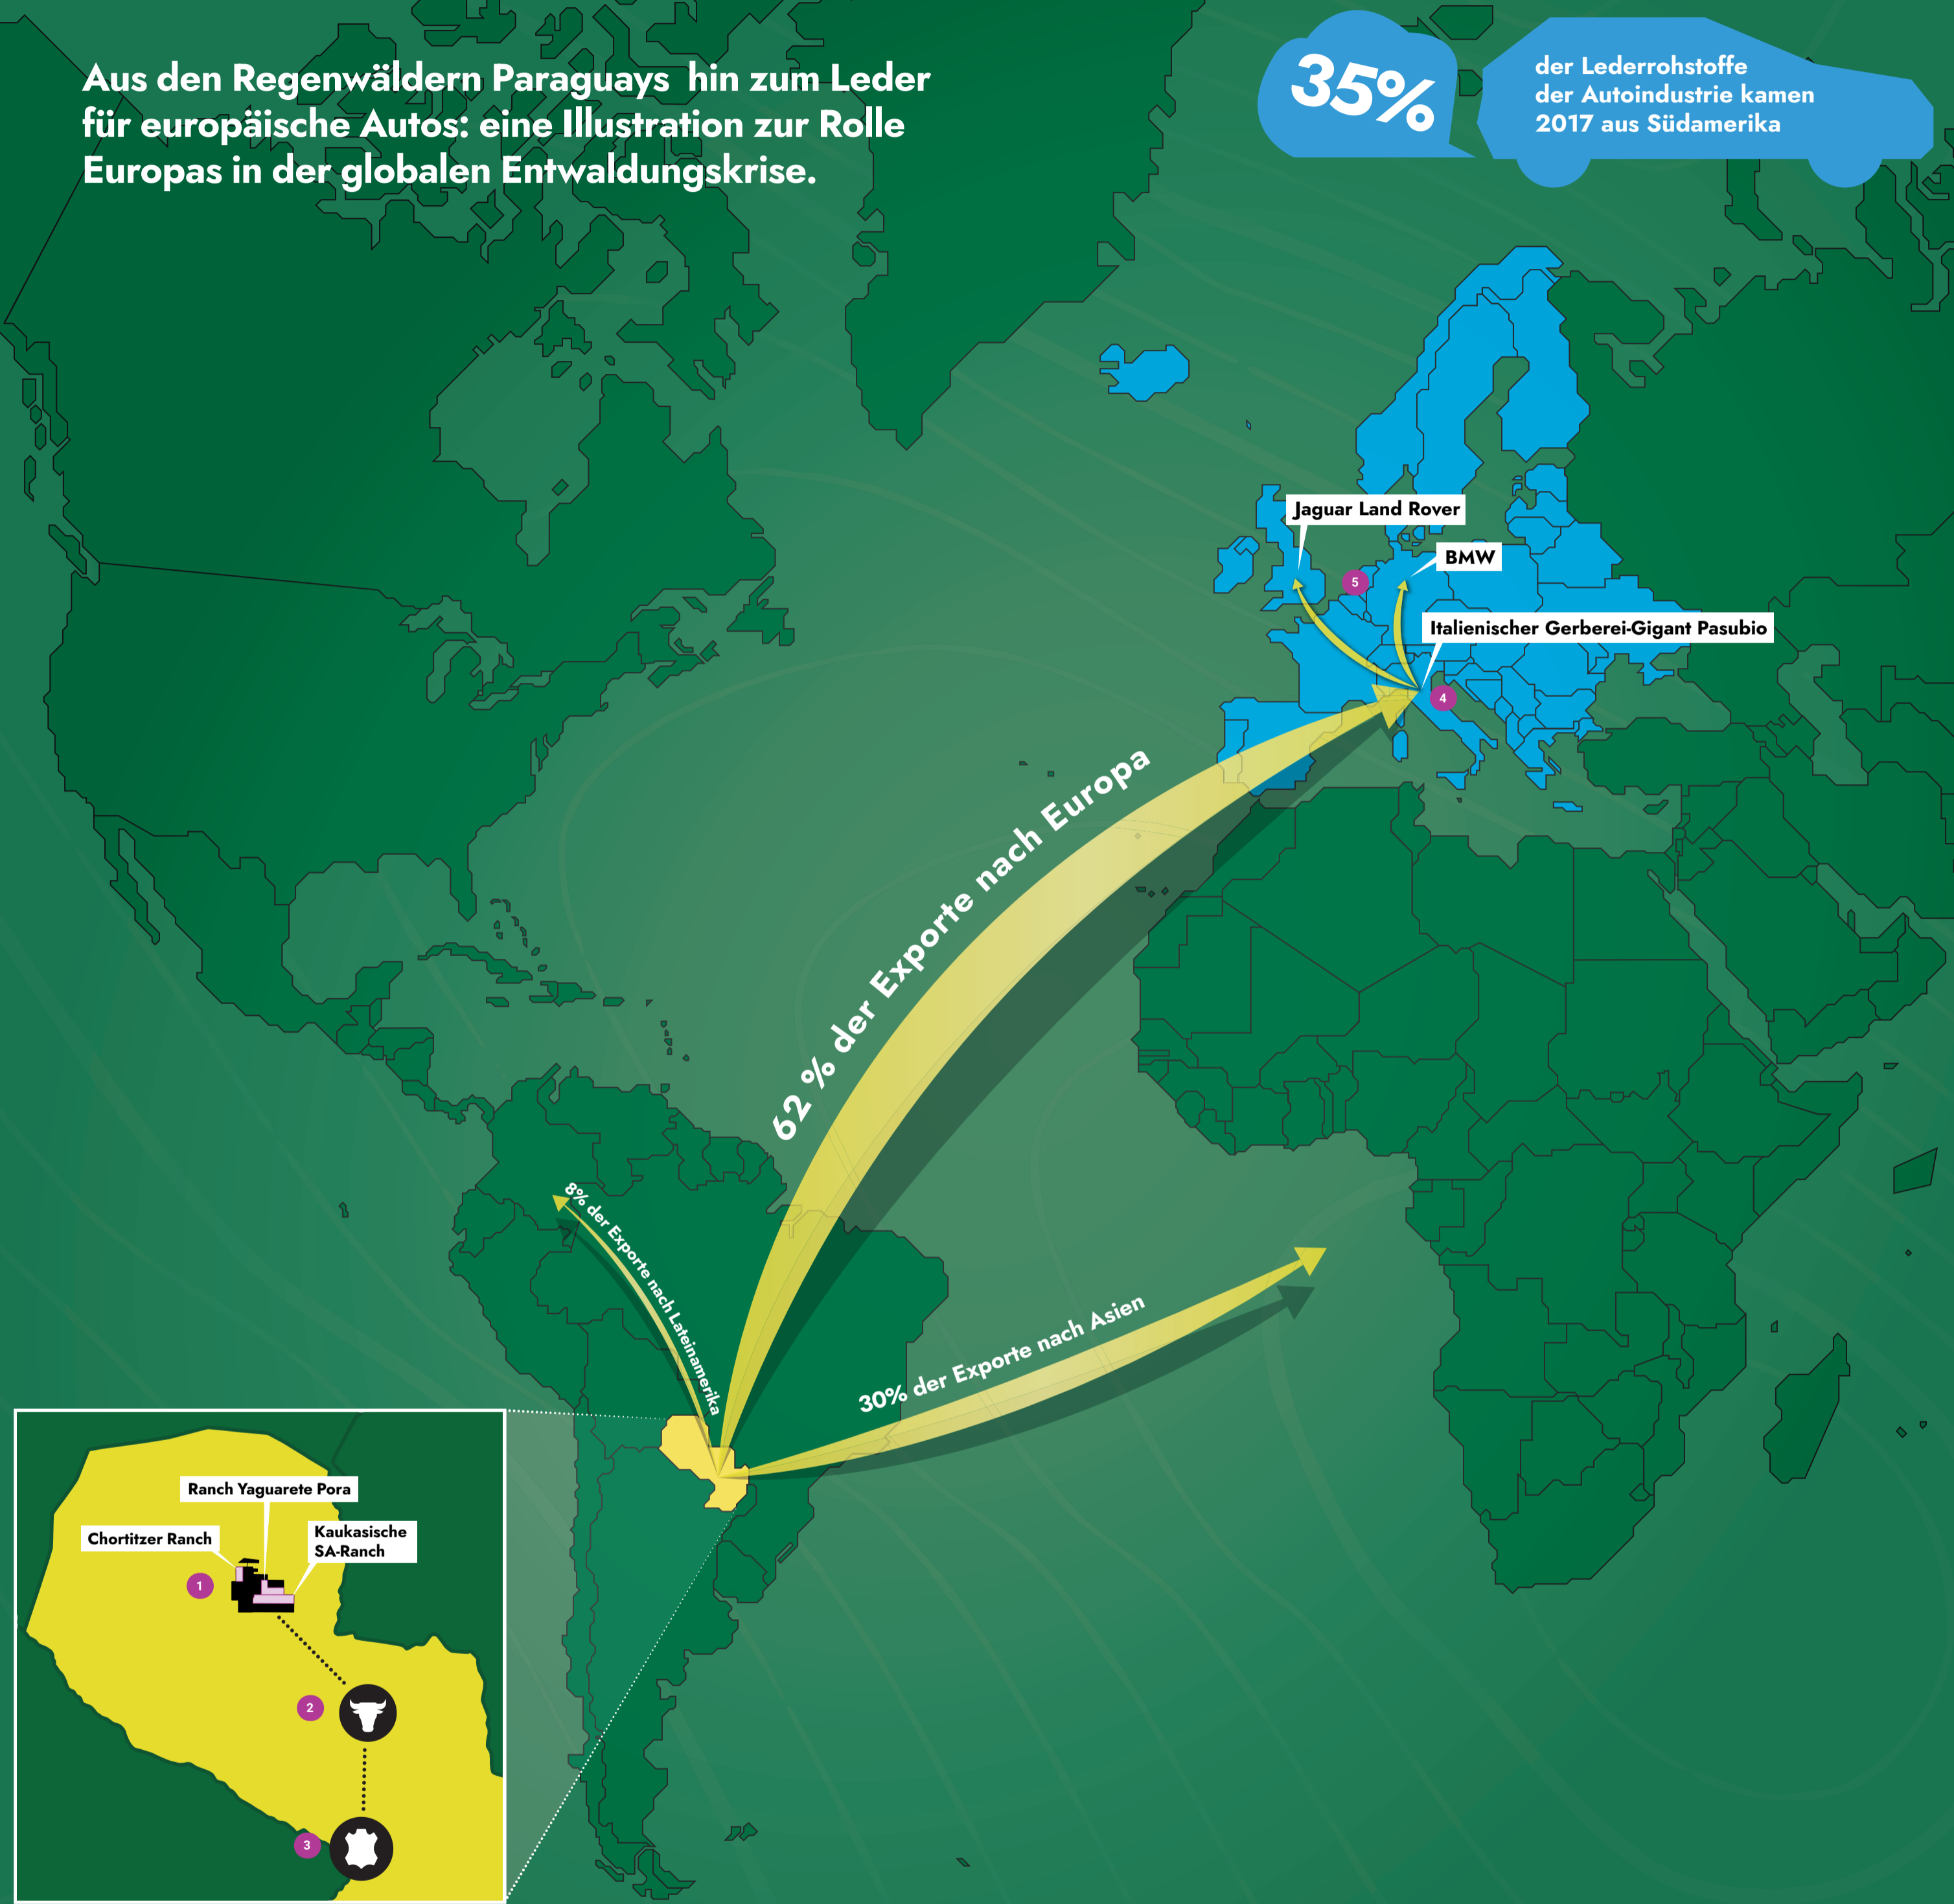 Aus den Regenwäldern Paraguays hin zum Leder
für europäische Autos: eine Illustration zur Rolle
Europas in der globalen Entwaldungskrise.
35%
der Lederrohstoffe
der Autoindustrie kamen
2017 aus Südamerika
Jaguar Land Rover
BMW
5
Italienischer Gerberei-Gigant Pasubio
4
62 % der Exporte nach Europa
8% der Exporte nach Lateinamerika
30% der Exporte nach Asien
Ranch Yaguarete Pora
Chortitzer Ranch
Kaukasische
SA-Ranch
1
2
3